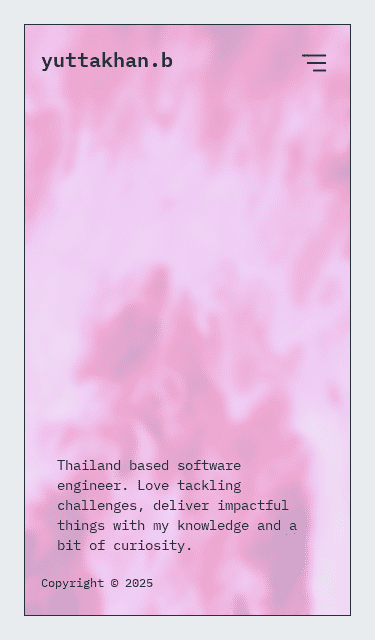 yuttakhan.b
Thailand based software
engineer. Love tackling
challenges, deliver impactful
things with my knowledge and a
bit of curiosity.
Copyright © 2025